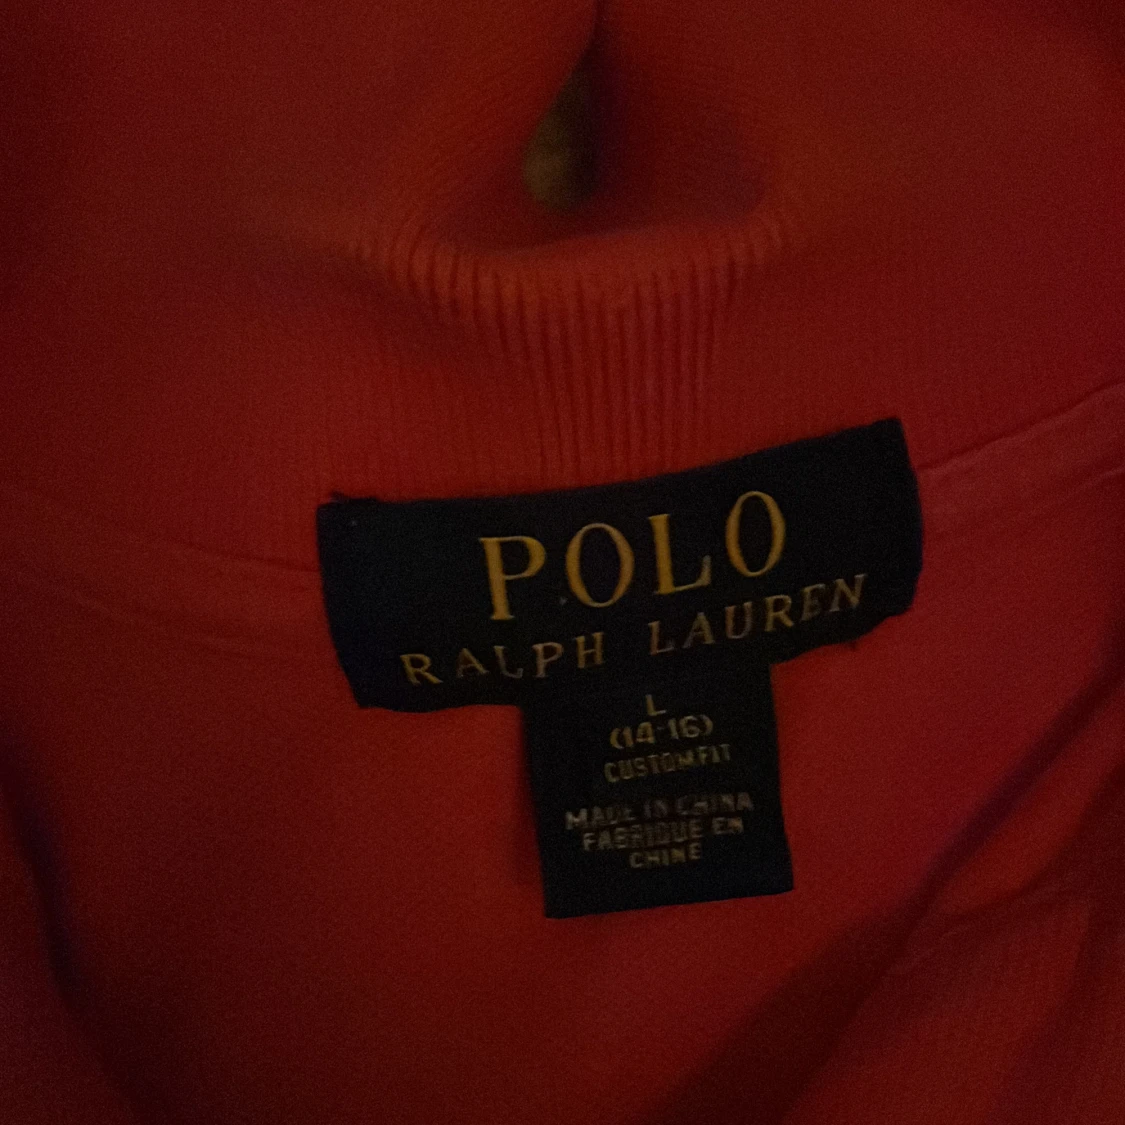 POLO
RALPH LAUREN
L
(14-16)
CUSTOM FIT
MADE IN CHINA
FABRIQUE EN
CHINE